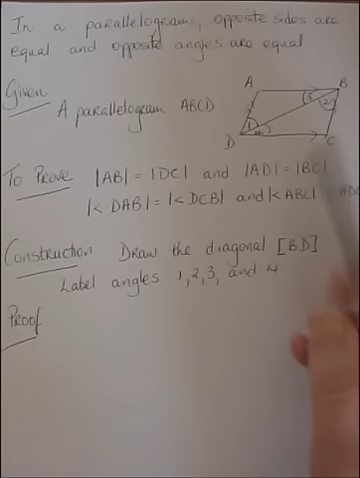 In a parallelogram, opposite sides are
equal and opposite angles are equal
Given
A parallelogram ABCD
A B
3 2
1 4
D C
To Prove |AB| = |DC| and |AD| = |BC|
|< DAB| = |< DCB| and |< ABC|
Construction Draw the diagonal [BD]
Label angles 1, 2, 3, and 4
Proof